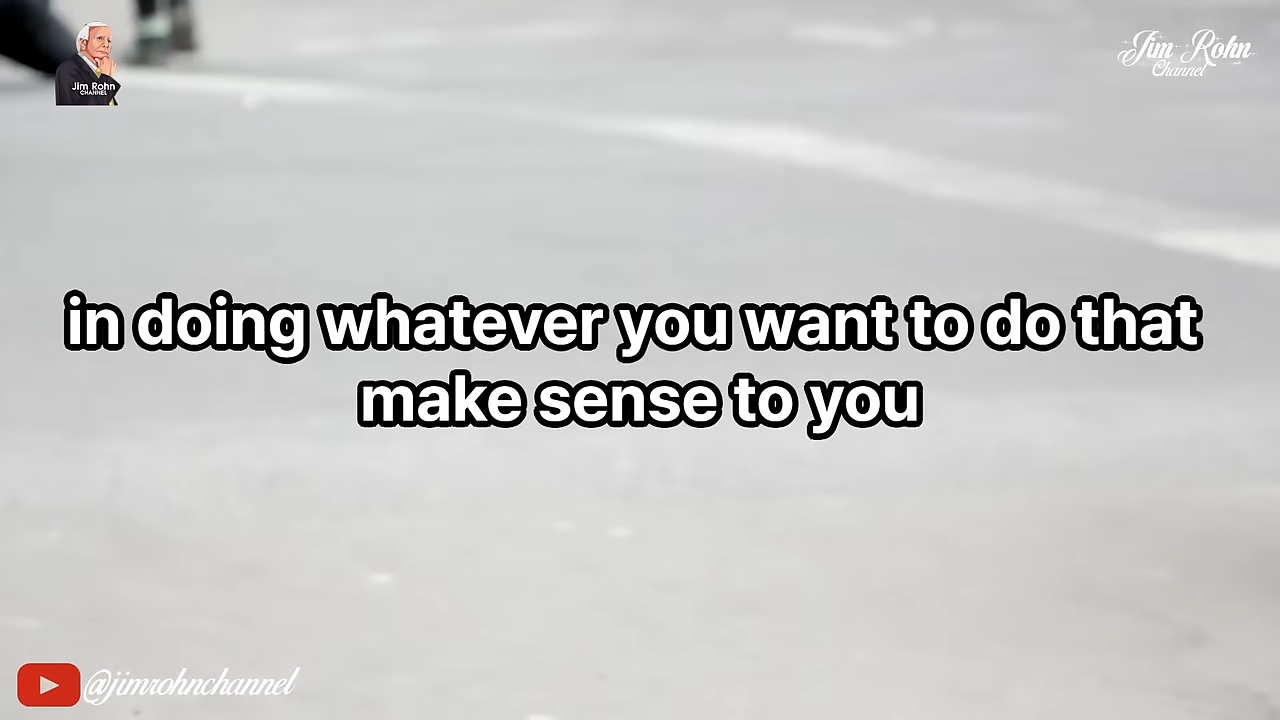 Jim Rohn
CHANNEL
Jim Rohn
Channel
in doing whatever you want to do that
make sense to you
@jimrohnchannel